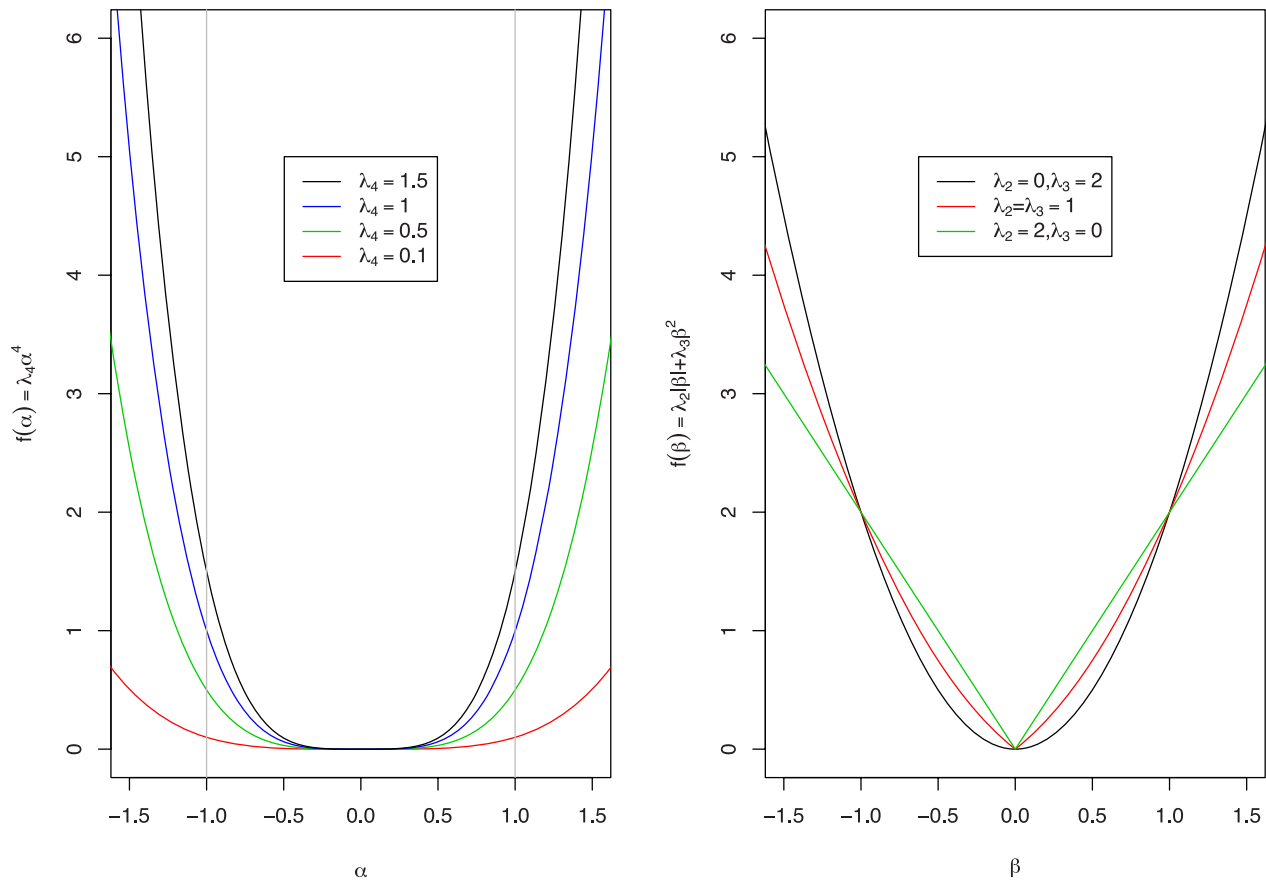 f(α) = λ₄α⁴
6
5
4
3
2
1
0
λ₄ = 1.5
λ₄ = 1
λ₄ = 0.5
λ₄ = 0.1
−1.5 −1.0 −0.5 0.0 0.5 1.0 1.5
α
f(β) = λ₂|β|+λ₃β²
6
5
4
3
2
1
0
λ₂ = 0,λ₃ = 2
λ₂=λ₃ = 1
λ₂ = 2,λ₃ = 0
−1.5 −1.0 −0.5 0.0 0.5 1.0 1.5
β